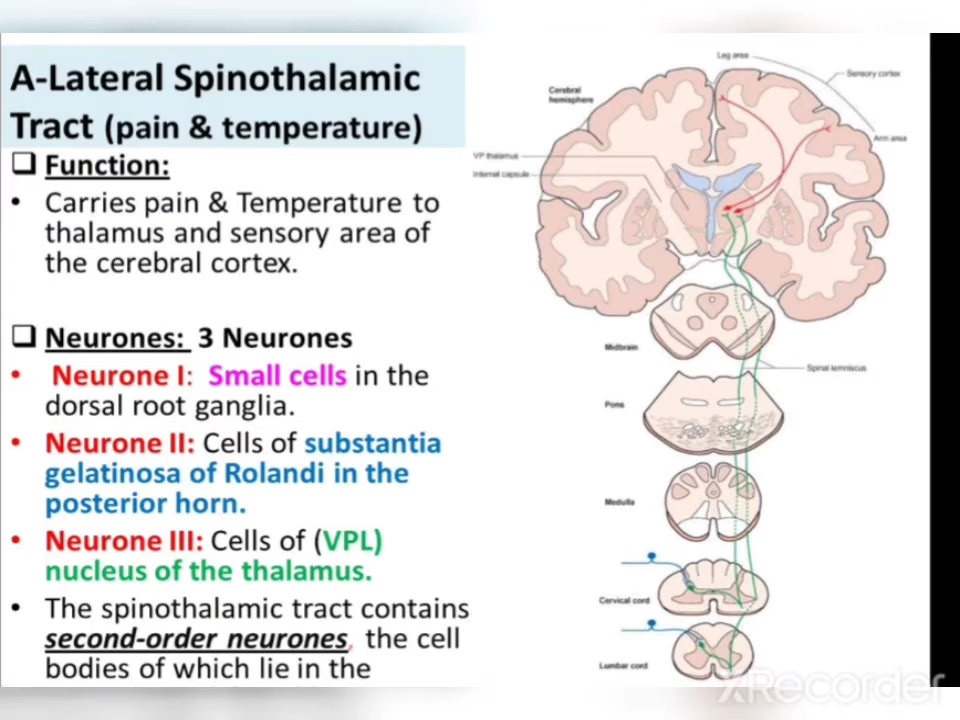 A-Lateral Spinothalamic
Tract (pain & temperature)
❑ Function:
• Carries pain & Temperature to
thalamus and sensory area of
the cerebral cortex.
❑ Neurones: 3 Neurones
• Neurone I: Small cells in the
dorsal root ganglia.
• Neurone II: Cells of substantia
gelatinosa of Rolandi in the
posterior horn.
• Neurone III: Cells of (VPL)
nucleus of the thalamus.
• The spinothalamic tract contains
second-order neurones, the cell
bodies of which lie in the
Leg area
Sensory cortex
Cerebral
hemisphere
Arm area
VP thalamus
Internal capsule
Midbrain
Spinal lemniscus
Pons
Medulla
Cervical cord
Lumbar cord
XRecorder